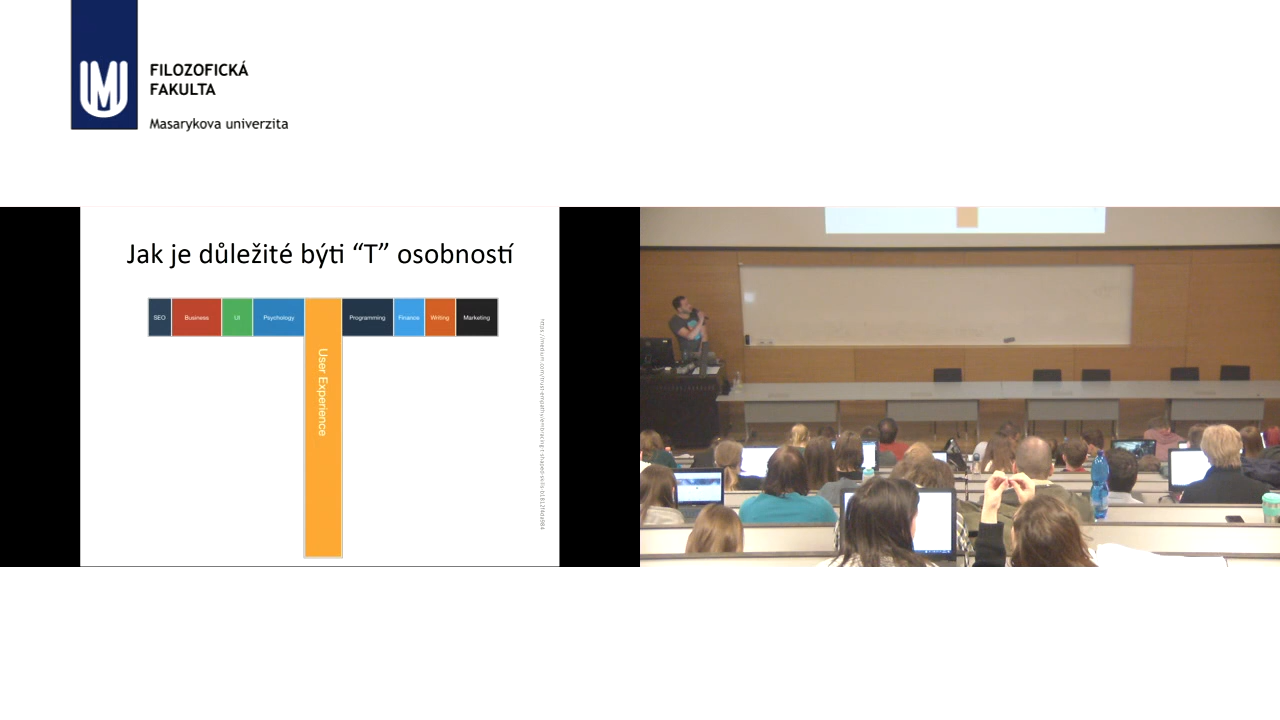 FILOZOFICKÁ
FAKULTA
Masarykova univerzita
Jak je důležité býti “T” osobností
SEO
Business
UI
Psychology
Programming
Finance
Writing
Marketing
User Experience